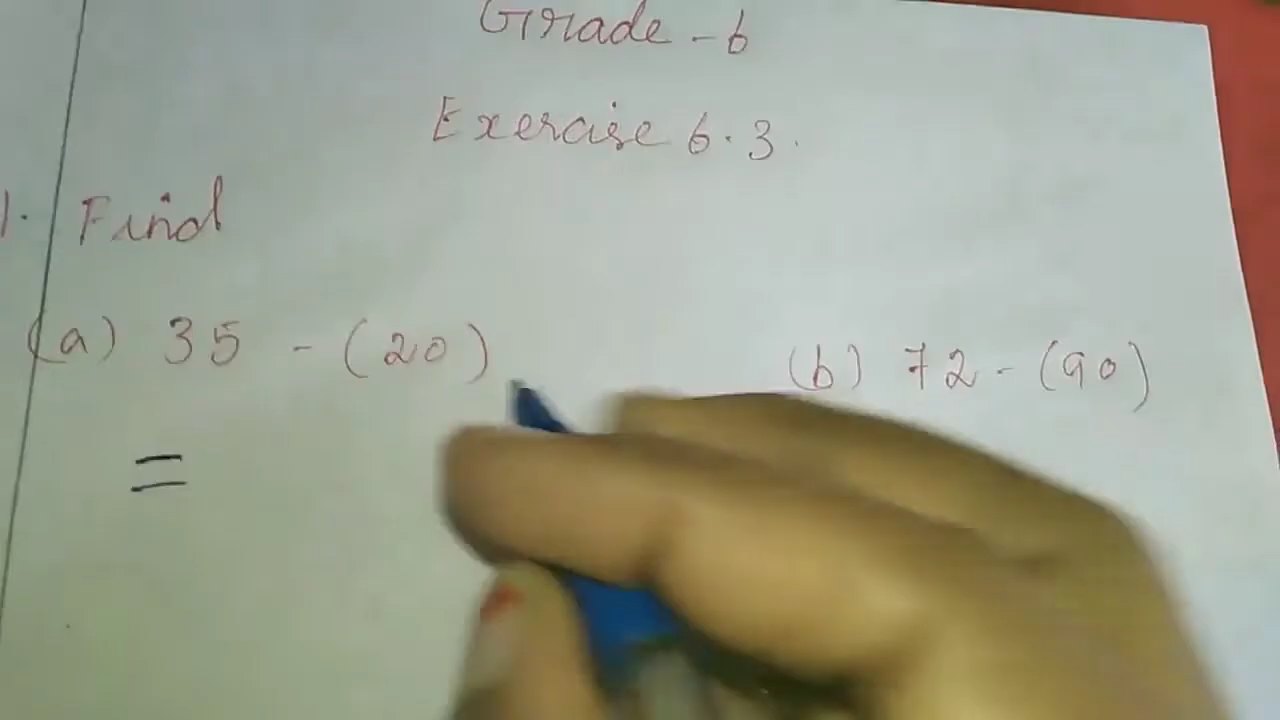 Grade - 6
Exercise 6.3.
1. Find
(a) 35 - (20) (b) 72 - (90)
=